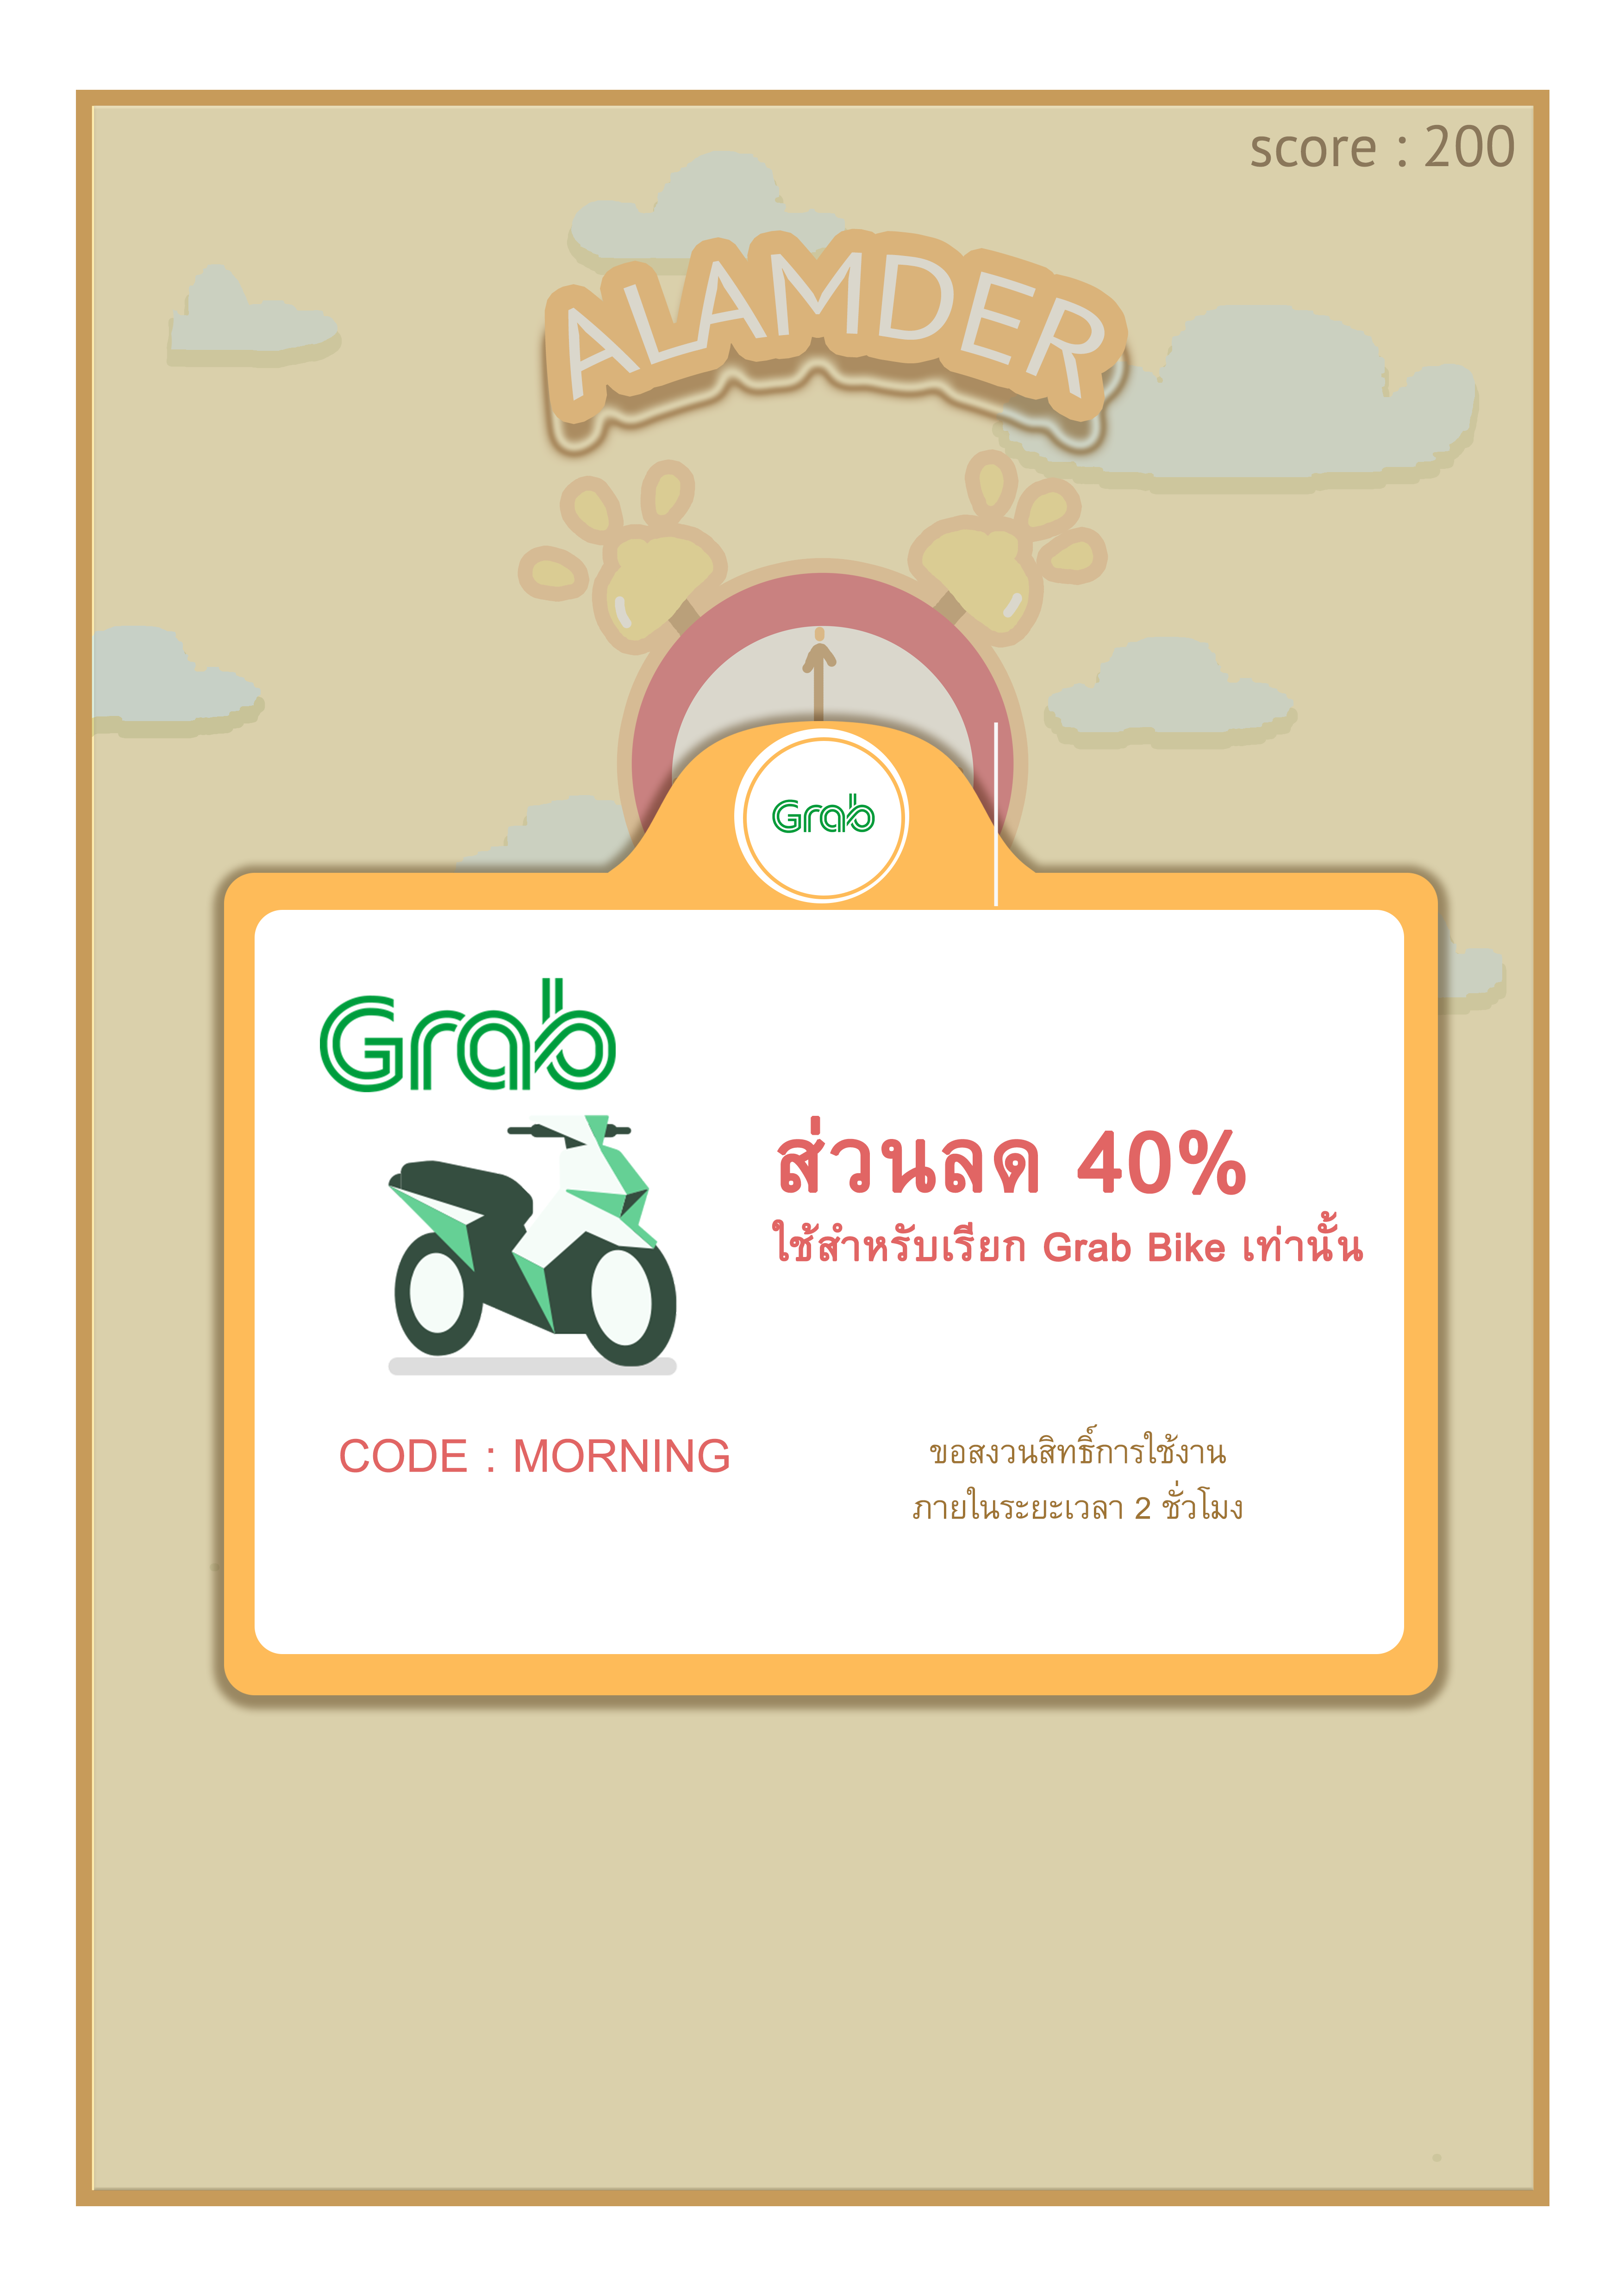 score : 200
ALAMDER
Grab
Grab
ส่วนลด 40%
ใช้สำหรับเรียก Grab Bike เท่านั้น
CODE : MORNING
ขอสงวนสิทธิ์การใช้งาน
ภายในระยะเวลา 2 ชั่วโมง